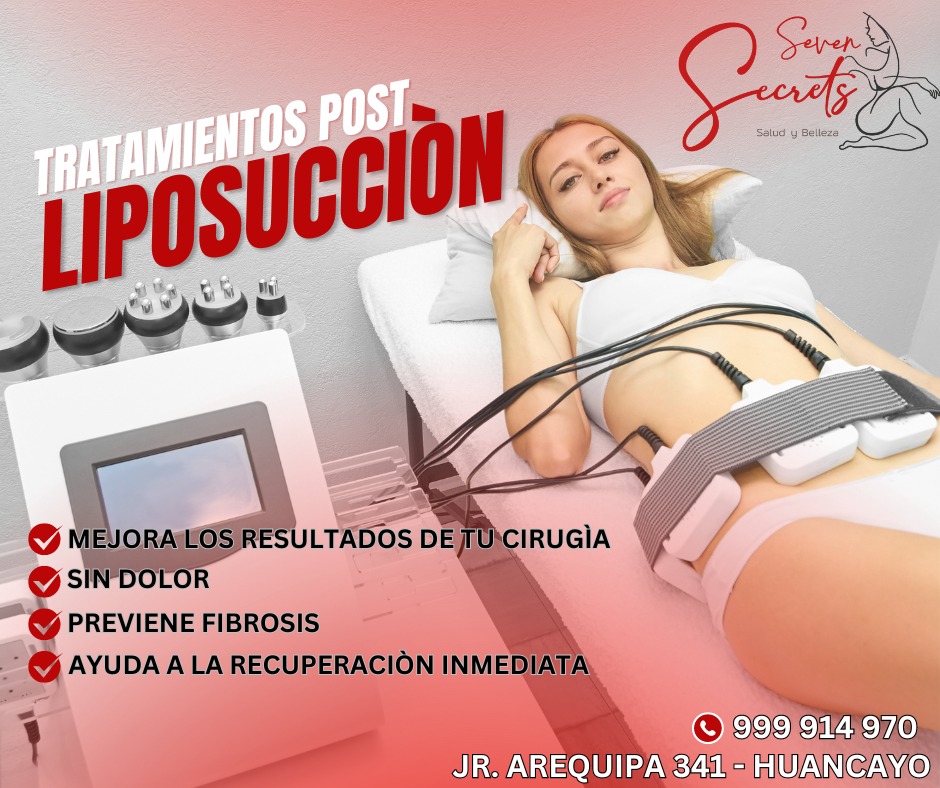 Seven
Secrets
Salud y Belleza
TRATAMIENTOS POST
LIPOSUCCIÒN
MEJORA LOS RESULTADOS DE TU CIRUGÌA
SIN DOLOR
PREVIENE FIBROSIS
AYUDA A LA RECUPERACIÒN INMEDIATA
999 914 970
JR. AREQUIPA 341 - HUANCAYO